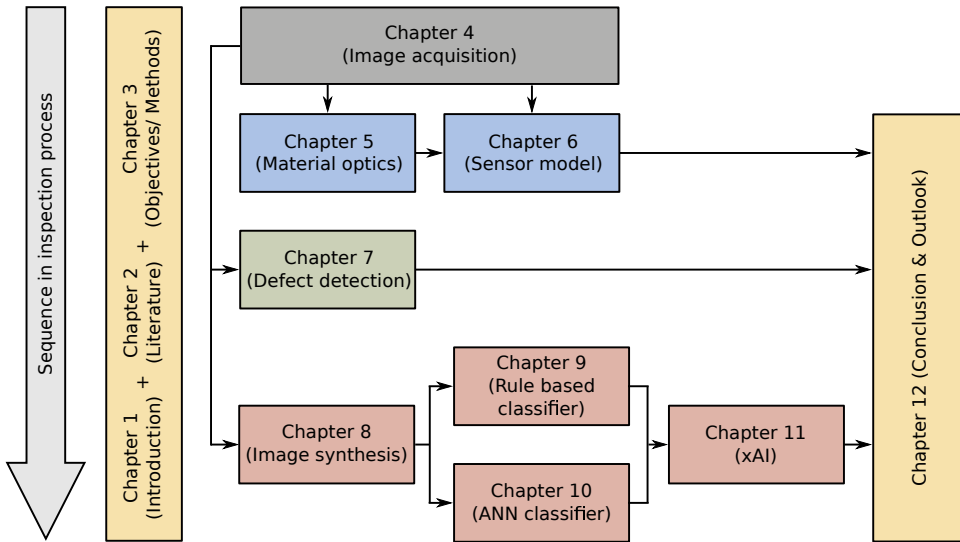 Sequence in inspection process
Chapter 1 + Chapter 2 + Chapter 3
(Introduction) (Literature) (Objectives/ Methods)
Chapter 4
(Image acquisition)
Chapter 5
(Material optics)
Chapter 6
(Sensor model)
Chapter 7
(Defect detection)
Chapter 8
(Image synthesis)
Chapter 9
(Rule based
classifier)
Chapter 10
(ANN classifier)
Chapter 11
(xAI)
Chapter 12 (Conclusion & Outlook)